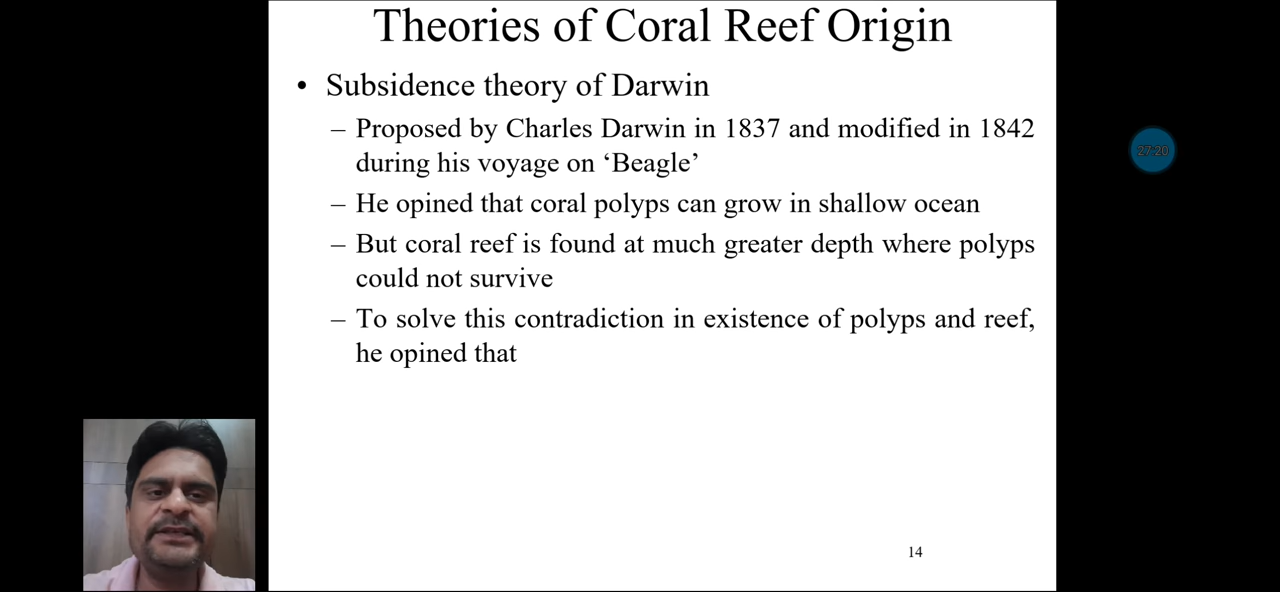 Theories of Coral Reef Origin
• Subsidence theory of Darwin
– Proposed by Charles Darwin in 1837 and modified in 1842
during his voyage on ‘Beagle’
– He opined that coral polyps can grow in shallow ocean
– But coral reef is found at much greater depth where polyps
could not survive
– To solve this contradiction in existence of polyps and reef,
he opined that
27:20
14